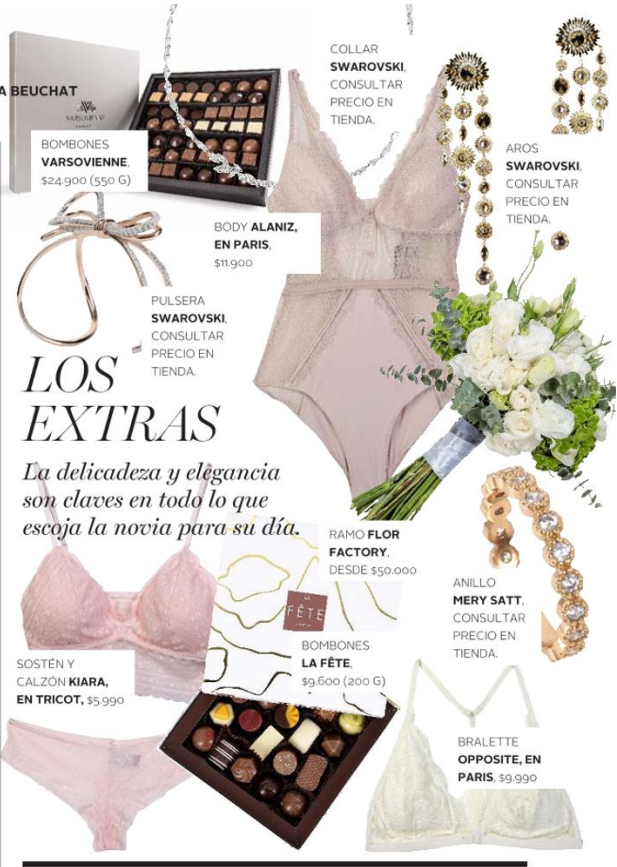 A BEUCHAT
VARSOVIENNE
BOMBONES
VARSOVIENNE,
$24.900 (550 G)
COLLAR
SWAROVSKI,
CONSULTAR
PRECIO EN
TIENDA.
AROS
SWAROVSKI,
CONSULTAR
PRECIO EN
TIENDA.
BODY ALANIZ,
EN PARIS,
$11.900
PULSERA
SWAROVSKI,
CONSULTAR
PRECIO EN
TIENDA.
LOS
EXTRAS
La delicadeza y elegancia
son claves en todo lo que
escoja la novia para su día.
RAMO FLOR
FACTORY,
DESDE $50.000
ANILLO
MERY SATT,
CONSULTAR
PRECIO EN
TIENDA.
FÊTE
BOMBONES
LA FÊTE,
$9.600 (200 G)
SOSTÉN Y
CALZÓN KIARA,
EN TRICOT, $5.990
BRALETTE
OPPOSITE, EN
PARIS, $9.990